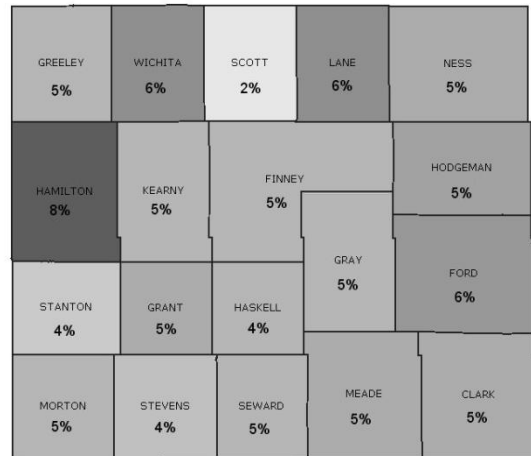 GREELEY
5%
WICHITA
6%
SCOTT
2%
LANE
6%
NESS
5%
HAMILTON
8%
KEARNY
5%
FINNEY
5%
HODGEMAN
5%
GRAY
5%
FORD
6%
STANTON
4%
GRANT
5%
HASKELL
4%
MORTON
5%
STEVENS
4%
SEWARD
5%
MEADE
5%
CLARK
5%